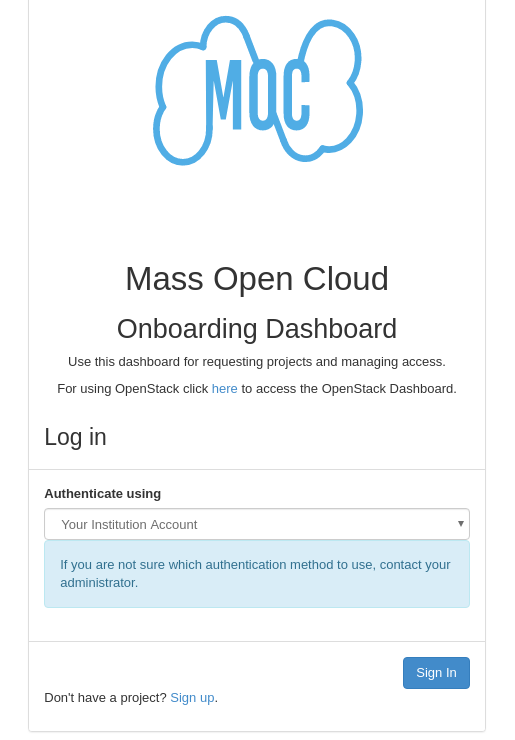 MOC
Mass Open Cloud
Onboarding Dashboard
Use this dashboard for requesting projects and managing access.
For using OpenStack click here to access the OpenStack Dashboard.
Log in
Authenticate using
Your Institution Account
If you are not sure which authentication method to use, contact your
administrator.
Sign In
Don't have a project? Sign up.